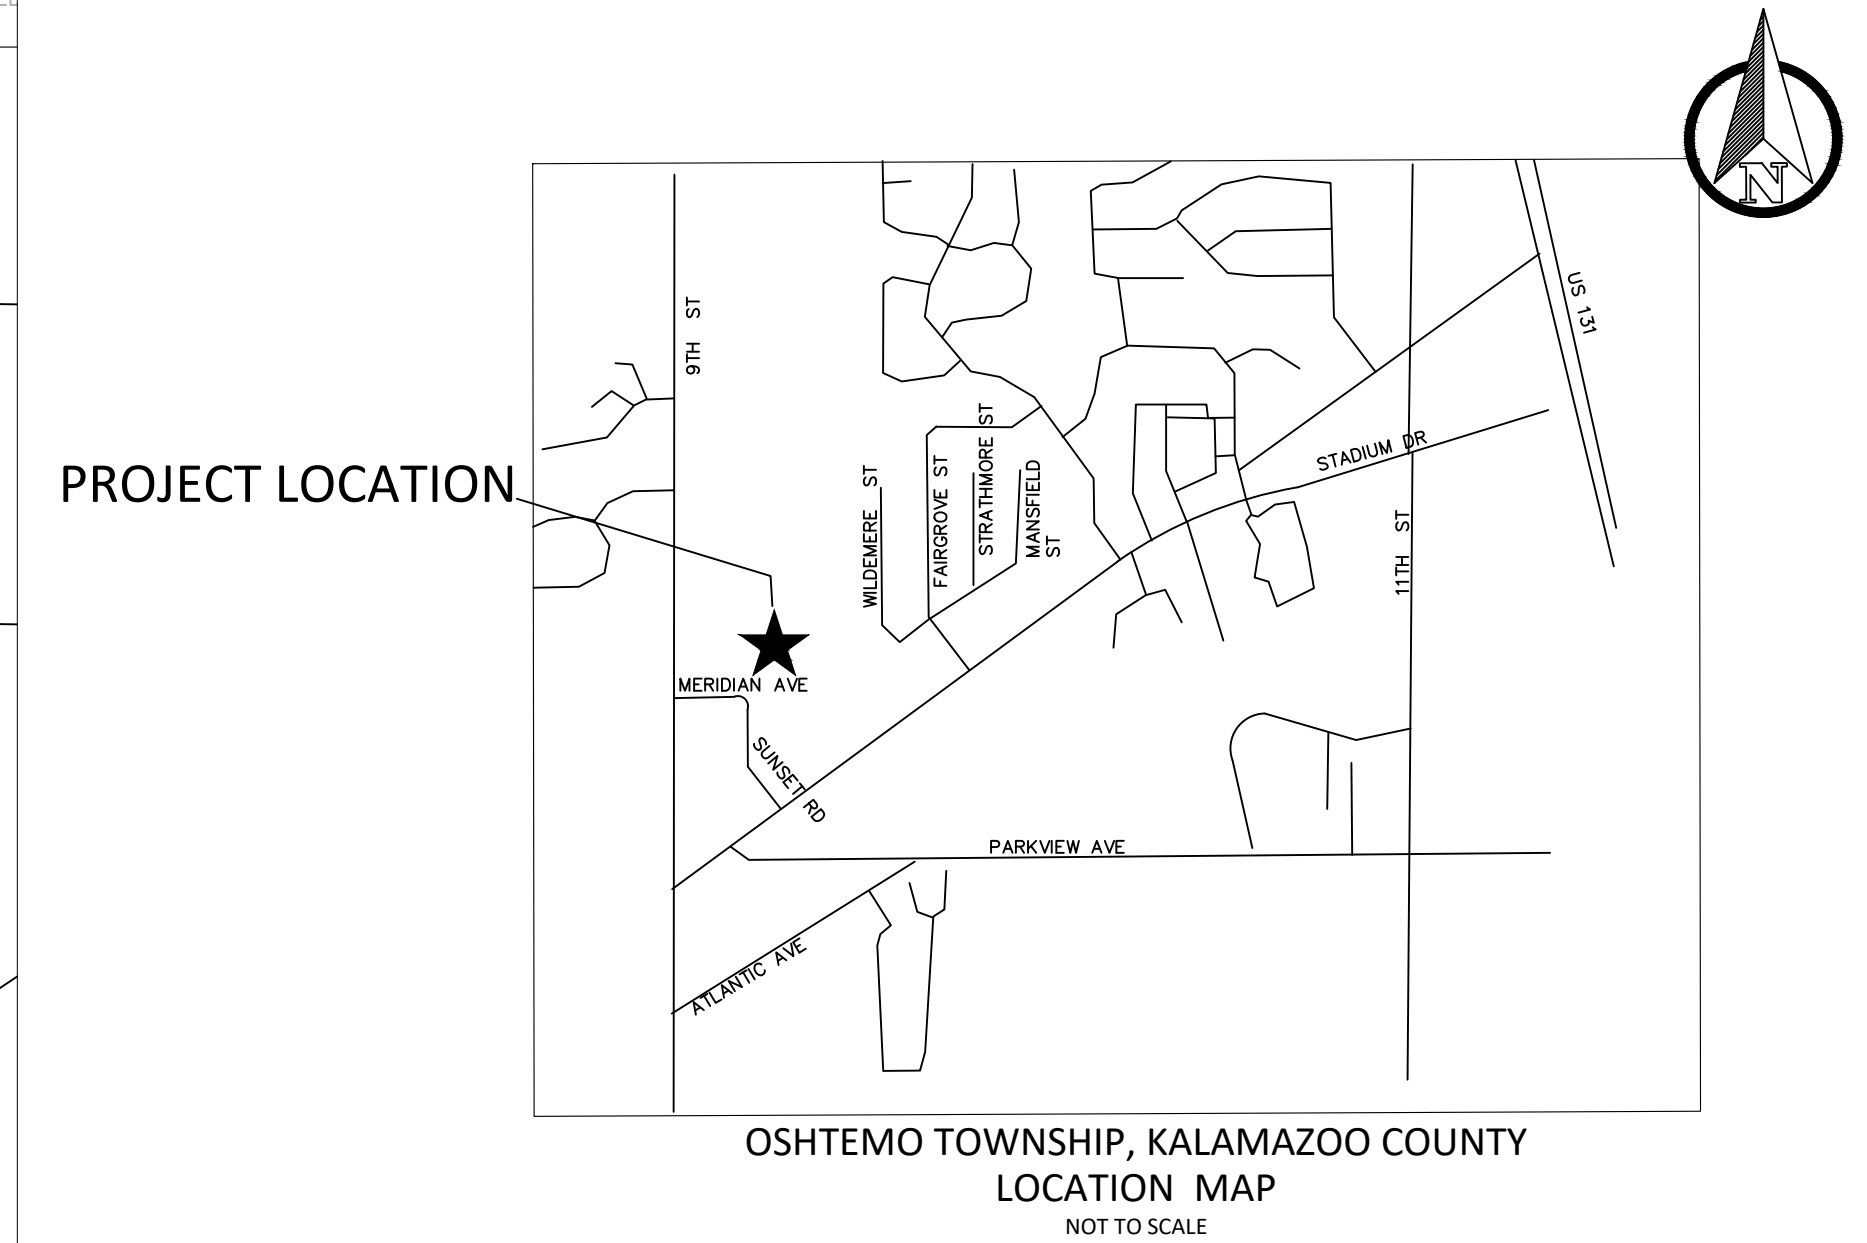 N
US 131
9TH ST
PROJECT LOCATION
WILDEMERE ST
FAIRGROVE ST
STRATHMORE ST
MANSFIELD
ST
STADIUM DR
11TH ST
MERIDIAN AVE
SUNSET RD
PARKVIEW AVE
ATLANTIC AVE
OSHTEMO TOWNSHIP, KALAMAZOO COUNTY
LOCATION MAP
NOT TO SCALE